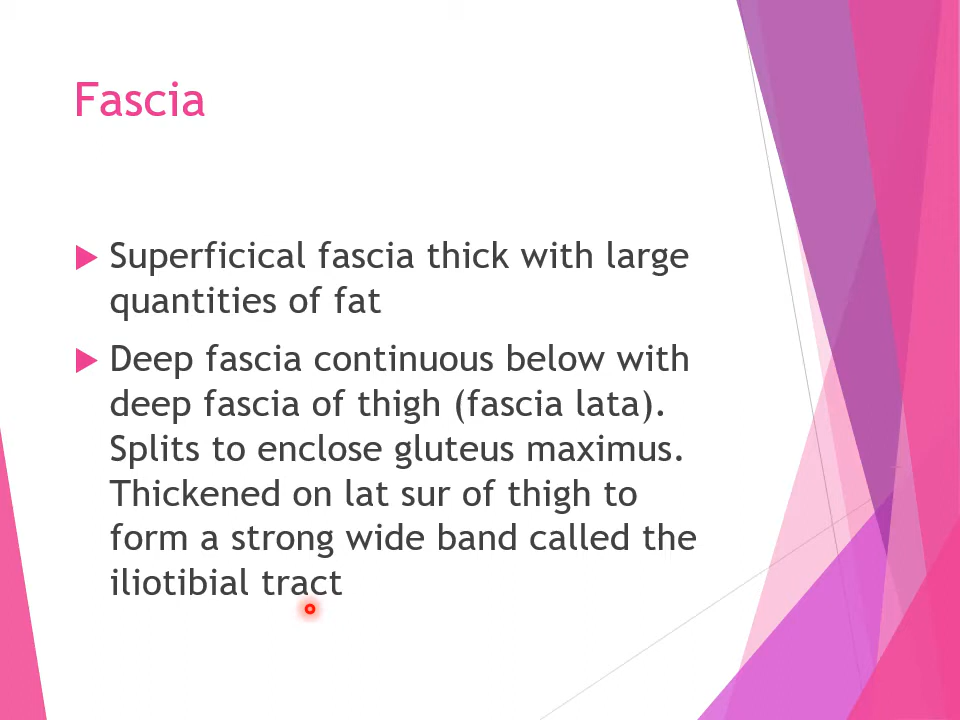 Fascia
Superficical fascia thick with large
quantities of fat
Deep fascia continuous below with
deep fascia of thigh (fascia lata).
Splits to enclose gluteus maximus.
Thickened on lat sur of thigh to
form a strong wide band called the
iliotibial tract